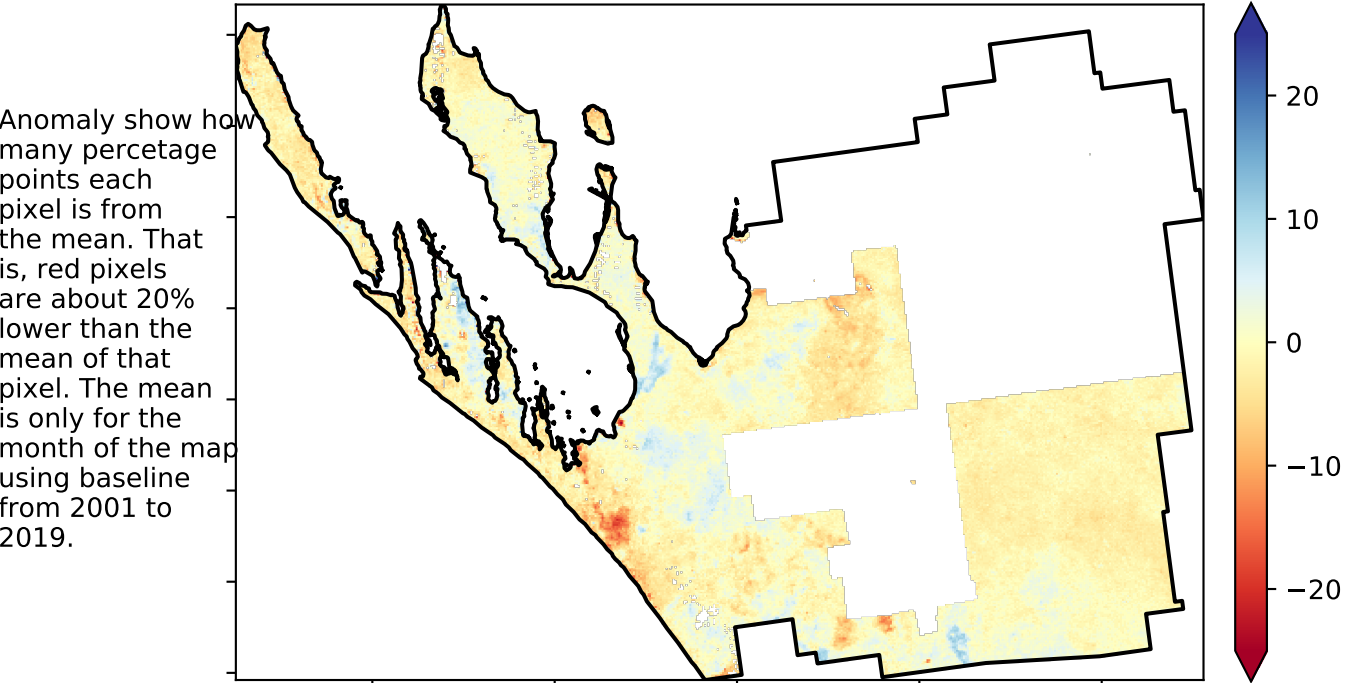 Anomaly show how
many percetage
points each
pixel is from
the mean. That
is, red pixels
are about 20%
lower than the
mean of that
pixel. The mean
is only for the
month of the map
using baseline
from 2001 to
2019.
20
10
0
−10
−20